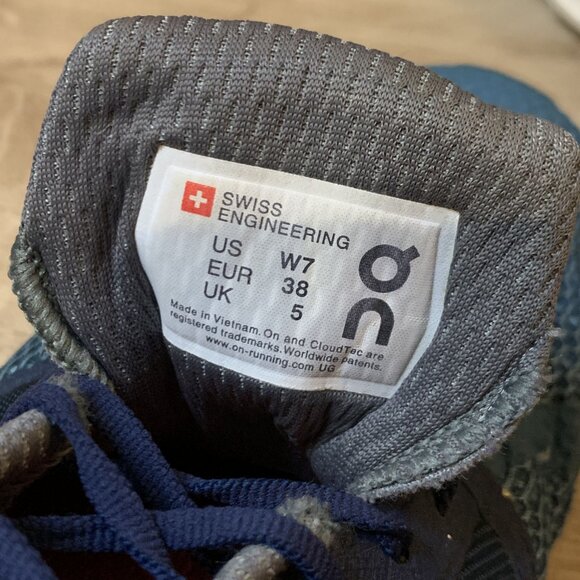 SWISS
ENGINEERING
US W7
EUR 38
UK 5
Made in Vietnam. On and CloudTec are
registered trademarks. Worldwide patents.
www.on-running.com UG
On